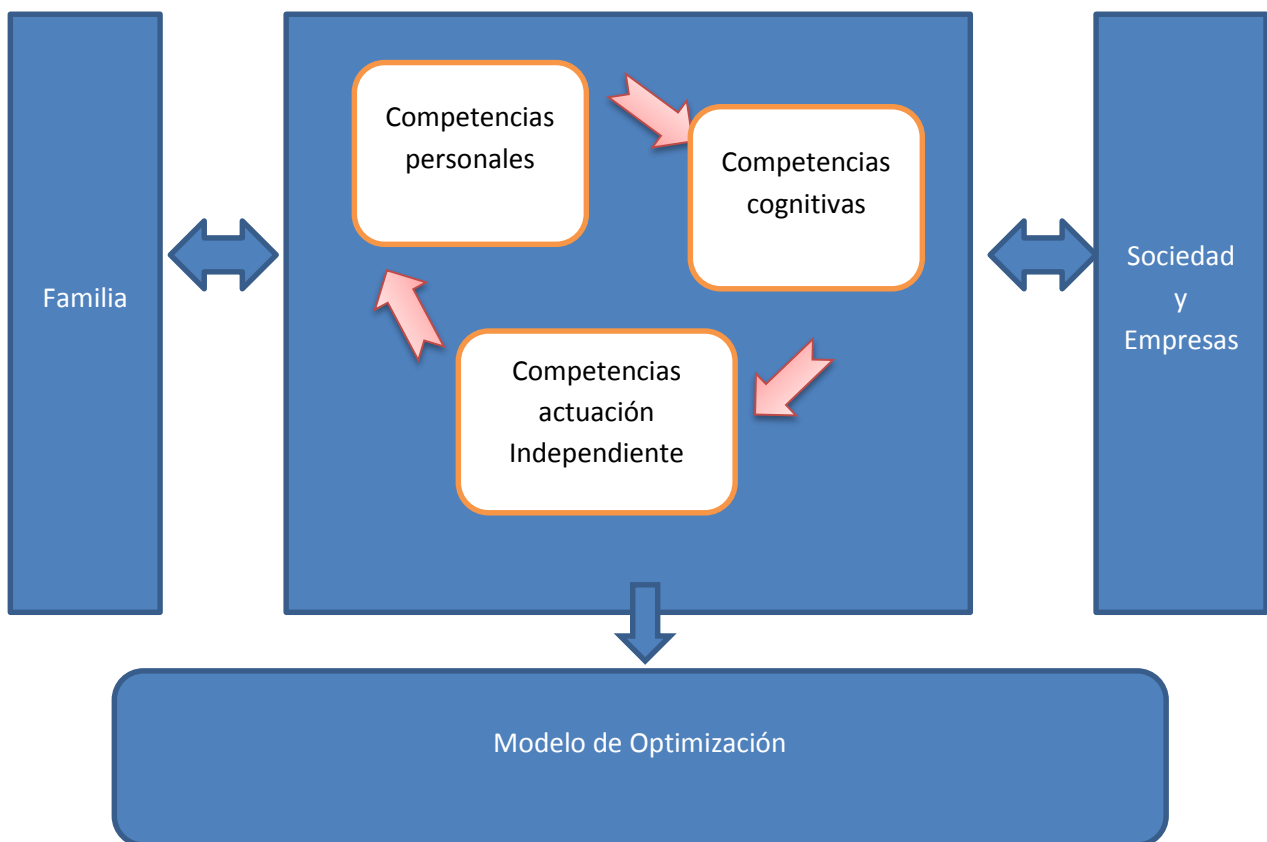 Competencias
personales
Competencias
cognitivas
Familia
Sociedad
y
Empresas
Competencias
actuación
Independiente
Modelo de Optimización